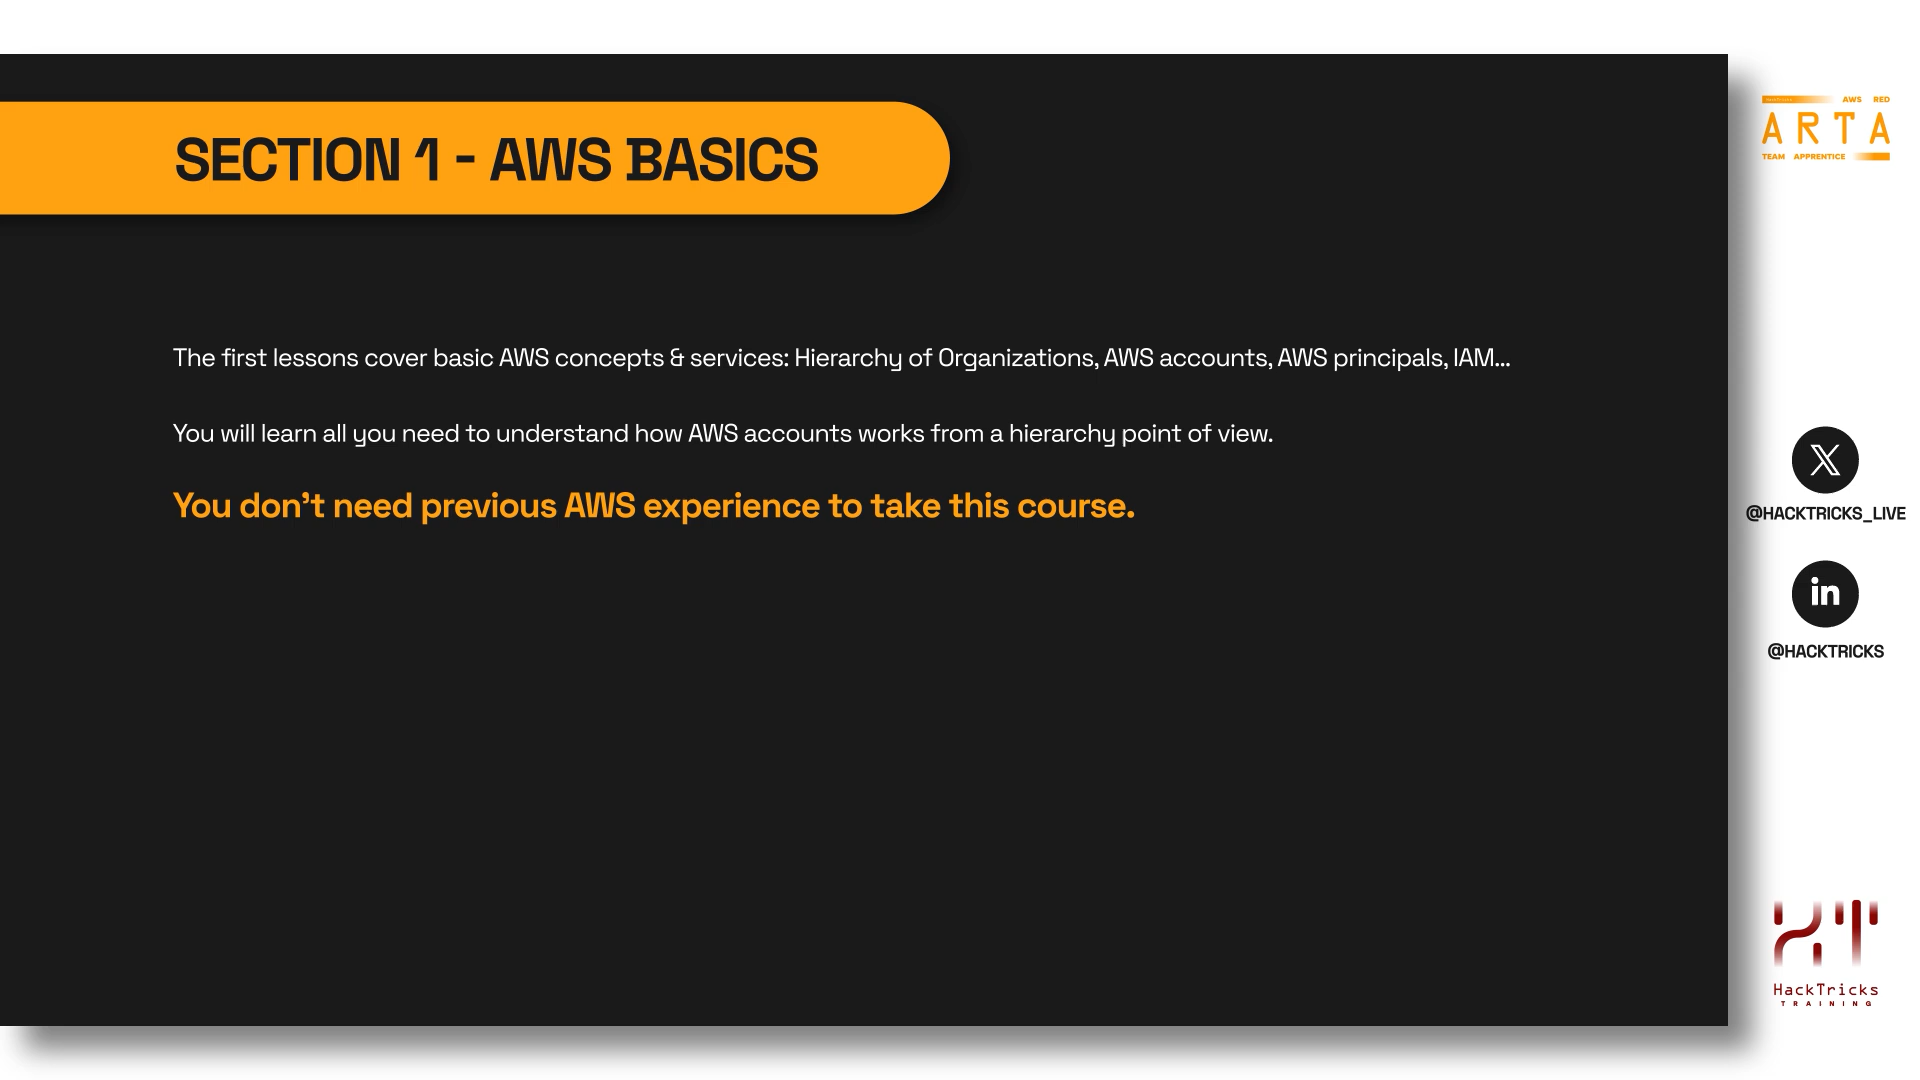 SECTION 1 - AWS BASICS
The first lessons cover basic AWS concepts & services: Hierarchy of Organizations, AWS accounts, AWS principals, IAM...
You will learn all you need to understand how AWS accounts works from a hierarchy point of view.
You don't need previous AWS experience to take this course.
AWS RED
ARTA
TEAM APPRENTICE
@HACKTRICKS_LIVE
in
@HACKTRICKS
HT
HackTricks
TRAINING